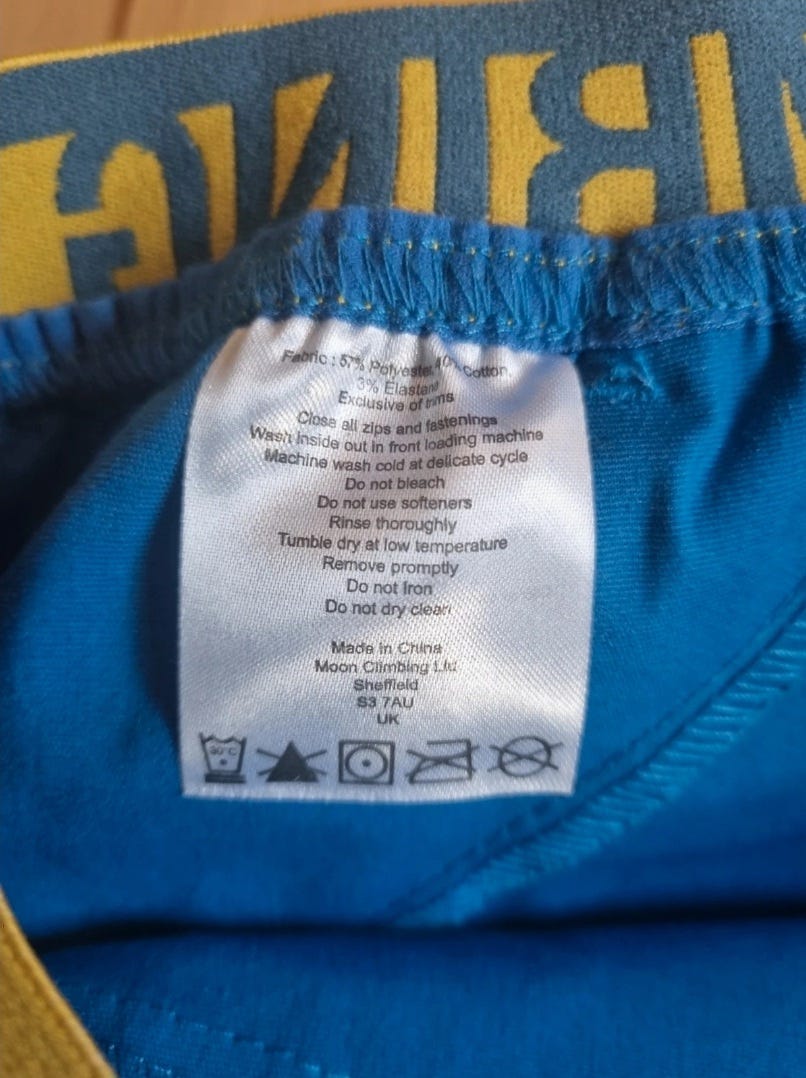 Fabric : 57% Polyester, 40% Cotton,
3% Elastane
Exclusive of trims
Close all zips and fastenings
Wash inside out in front loading machine
Machine wash cold at delicate cycle
Do not bleach
Do not use softeners
Rinse thoroughly
Tumble dry at low temperature
Remove promptly
Do not Iron
Do not dry clean
Made in China
Moon Climbing Ltd
Sheffield
S3 7AU
UK
30°C